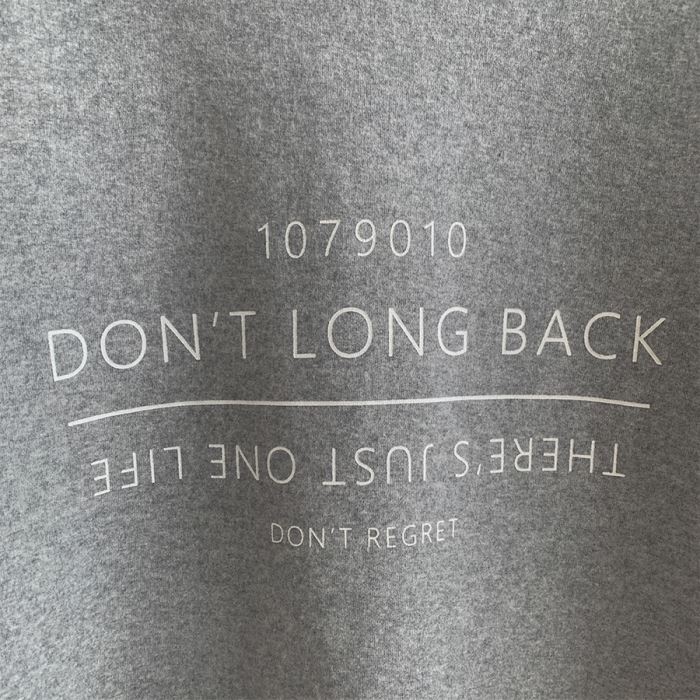 1079010
DON'T LONG BACK
THERE'S JUST ONE LIFE
DON'T REGRET